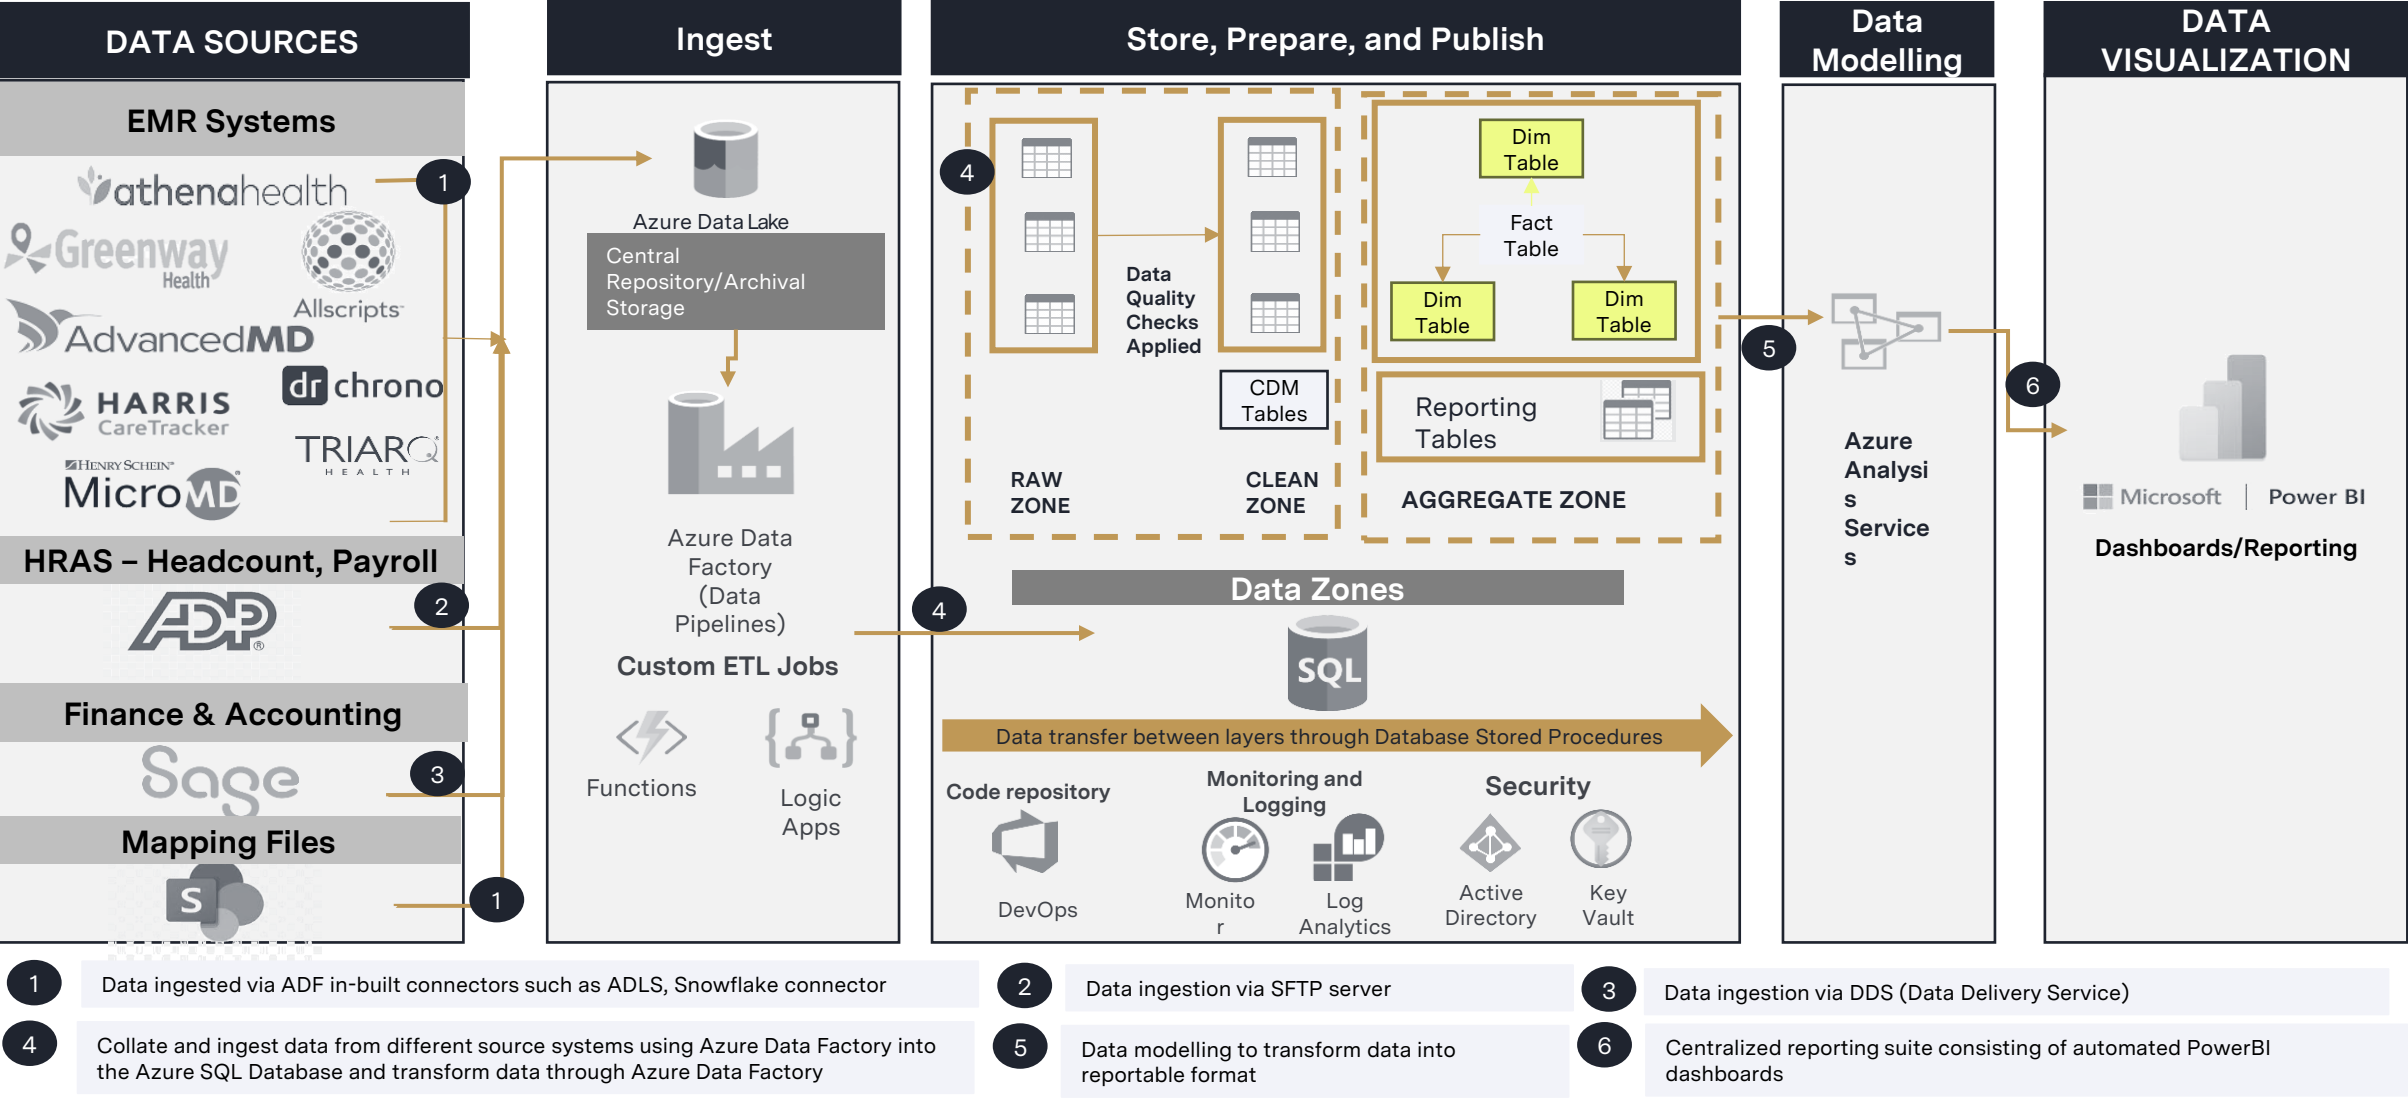 DATA SOURCES
Ingest
Store, Prepare, and Publish
Data
Modelling
DATA
VISUALIZATION
EMR Systems
athenahealth
1
Greenway
Health
Allscripts™
AdvancedMD
HARRIS
CareTracker
dr chrono
TRIARQ
HEALTH
HENRY SCHEIN®
MicroMD®
HRAS – Headcount, Payroll
ADP®
2
Finance & Accounting
Sage
3
Mapping Files
S
1
Azure Data Lake
Central
Repository/Archival
Storage
Azure Data
Factory
(Data
Pipelines)
Custom ETL Jobs
Functions
Logic
Apps
4
4
Data
Quality
Checks
Applied
CDM
Tables
RAW
ZONE
CLEAN
ZONE
Dim
Table
Fact
Table
Dim
Table
Dim
Table
Reporting
Tables
AGGREGATE ZONE
Data Zones
SQL
Data transfer between layers through Database Stored Procedures
Code repository
DevOps
Monitoring and
Logging
Monito
r
Log
Analytics
Security
Active
Directory
Key
Vault
5
Azure
Analysi
s
Service
s
6
Microsoft | Power BI
Dashboards/Reporting
1
Data ingested via ADF in-built connectors such as ADLS, Snowflake connector
2
Data ingestion via SFTP server
3
Data ingestion via DDS (Data Delivery Service)
4
Collate and ingest data from different source systems using Azure Data Factory into
the Azure SQL Database and transform data through Azure Data Factory
5
Data modelling to transform data into
reportable format
6
Centralized reporting suite consisting of automated PowerBI
dashboards